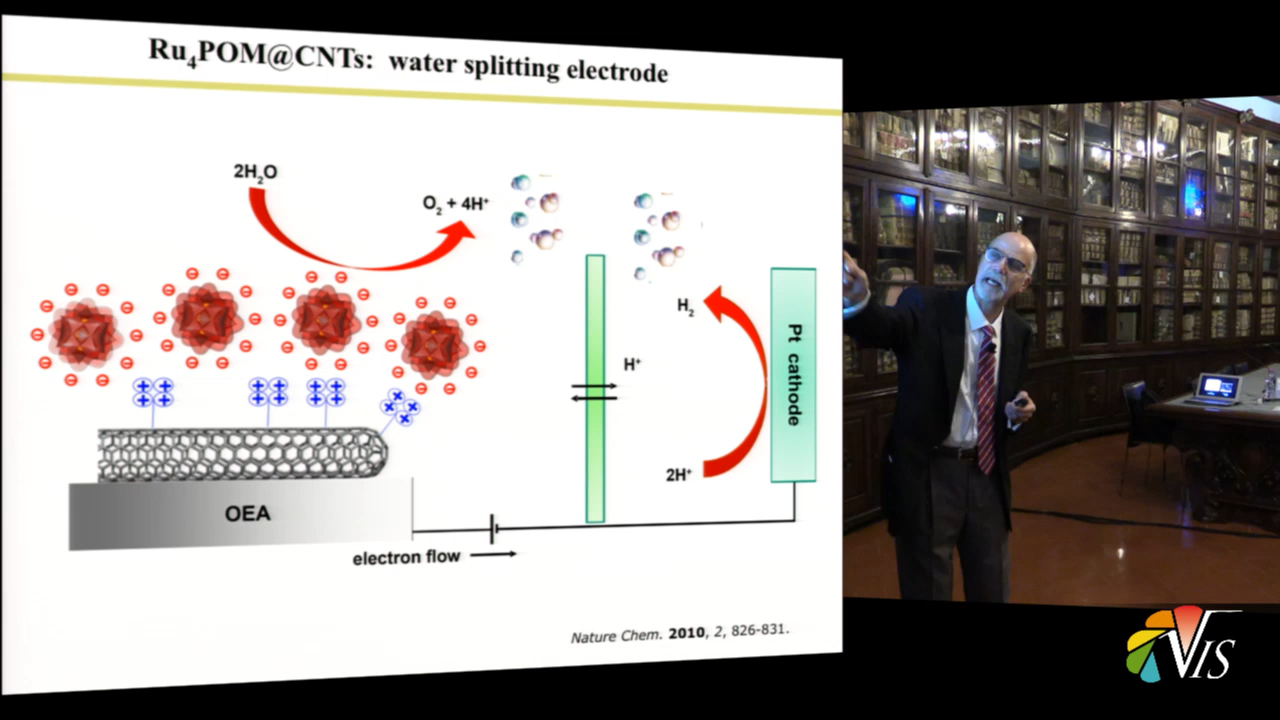 Ru₄POM@CNTs: water splitting electrode
2H₂O
O₂ + 4H⁺
H₂
H⁺
Pt cathode
2H⁺
OEA
electron flow
Nature Chem. 2010, 2, 826-831.
VIS